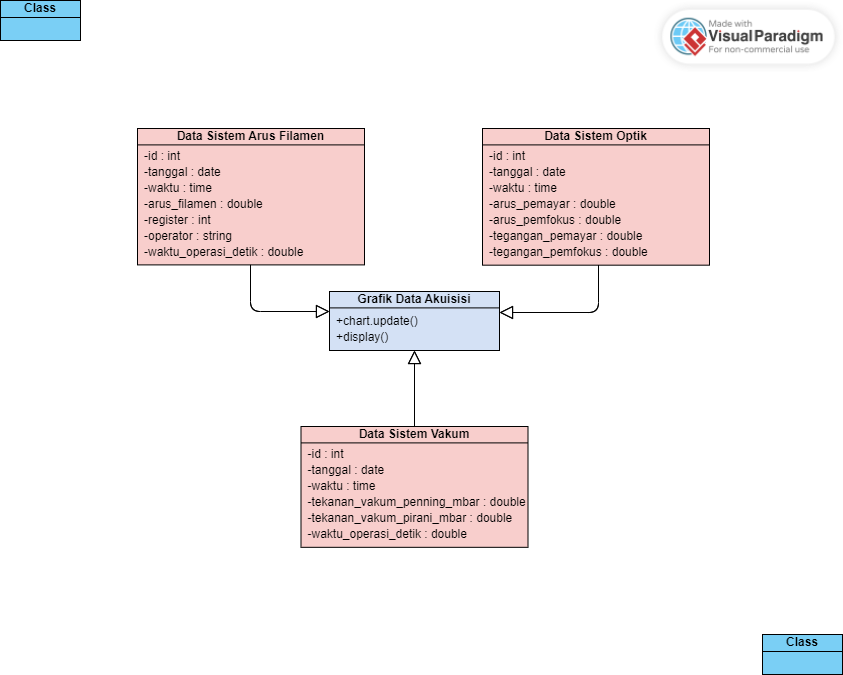 Class
Made with
Visual Paradigm
For non-commercial use
Data Sistem Arus Filamen
-id : int
-tanggal : date
-waktu : time
-arus_filamen : double
-register : int
-operator : string
-waktu_operasi_detik : double
Data Sistem Optik
-id : int
-tanggal : date
-waktu : time
-arus_pemayar : double
-arus_pemfokus : double
-tegangan_pemayar : double
-tegangan_pemfokus : double
Grafik Data Akuisisi
+chart.update()
+display()
Data Sistem Vakum
-id : int
-tanggal : date
-waktu : time
-tekanan_vakum_penning_mbar : double
-tekanan_vakum_pirani_mbar : double
-waktu_operasi_detik : double
Class